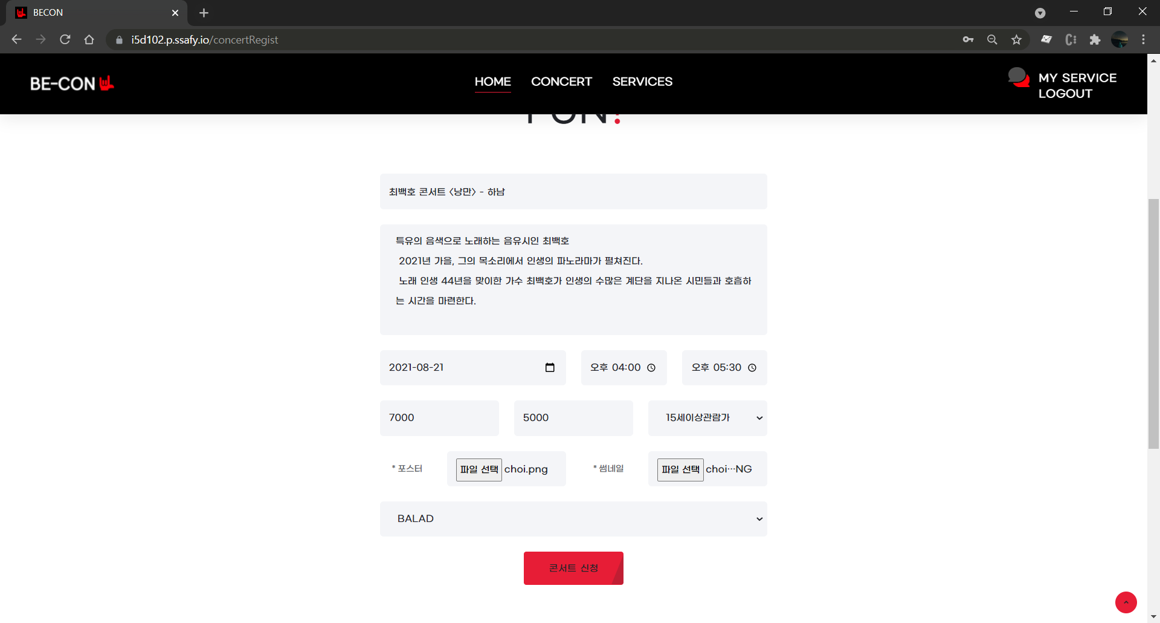 BECON
i5d102.p.ssafy.io/concertRegist
BE-CON
HOME
CONCERT
SERVICES
MY SERVICE
LOGOUT
FUN!
최백호 콘서트 <낭만> - 하남
특유의 음색으로 노래하는 음유시인 최백호
2021년 가을, 그의 목소리에서 인생의 파노라마가 펼쳐진다.
노래 인생 44년을 맞이한 가수 최백호가 인생의 수많은 계단을 지나온 시민들과 호흡하
는 시간을 마련한다.
2021-08-21
오후 04:00
오후 05:30
7000
5000
15세이상관람가
* 포스터
파일 선택 choi.png
* 썸네일
파일 선택 choi···NG
BALAD
콘서트 신청